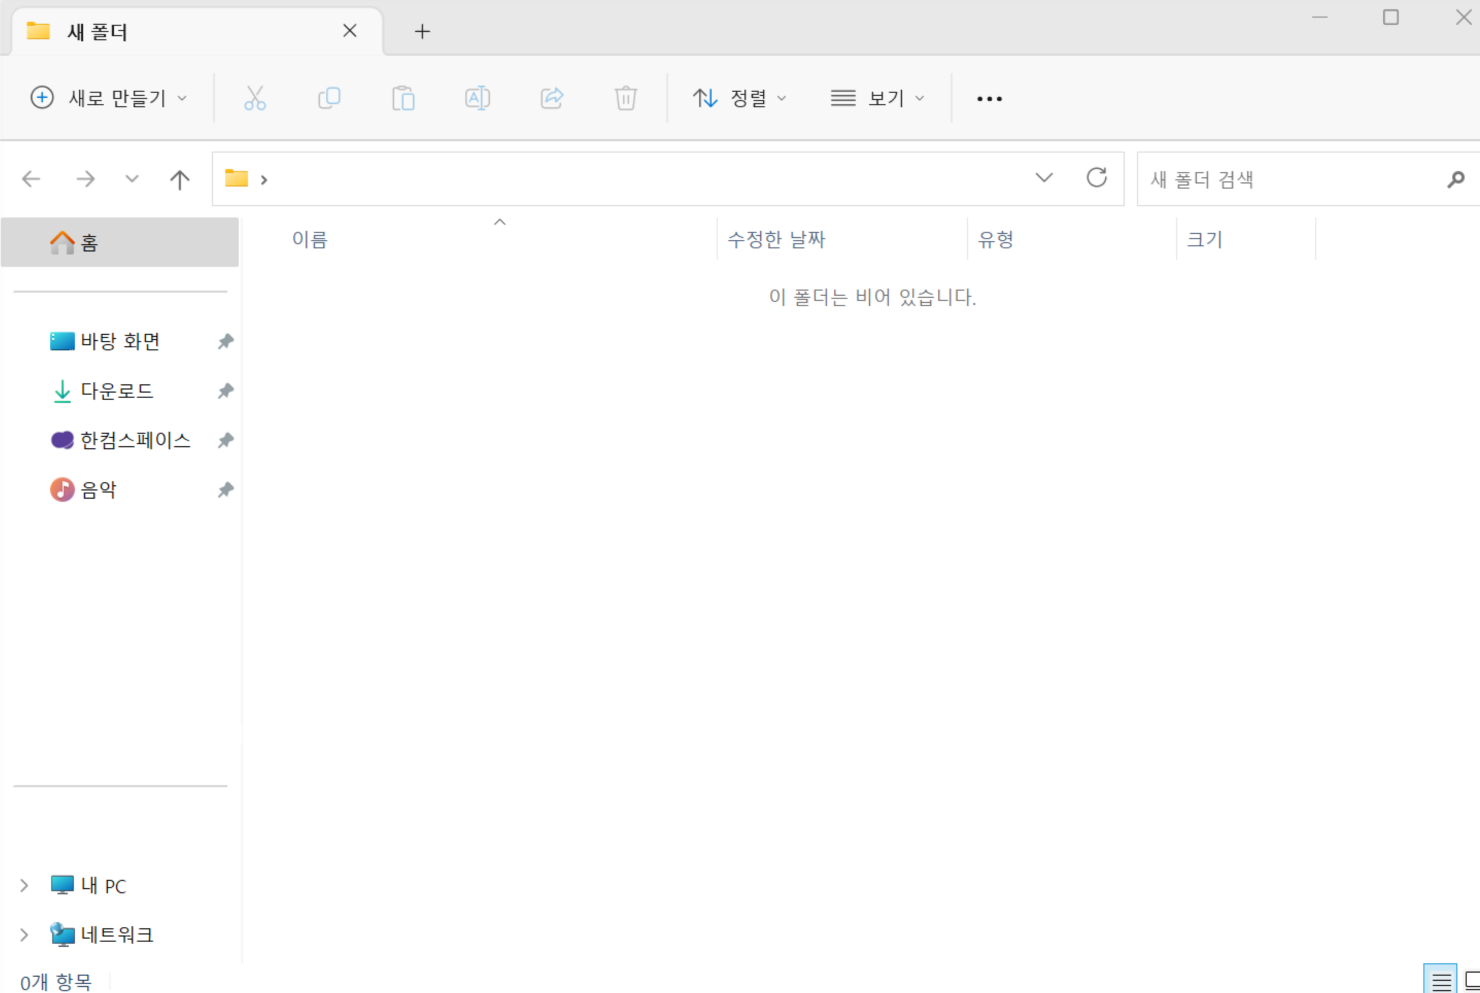 새 폴더
새로 만들기
정렬
보기
새 폴더 검색
홈
이름
수정한 날짜
유형
크기
이 폴더는 비어 있습니다.
바탕 화면
다운로드
한컴스페이스
음악
내 PC
네트워크
0개 항목